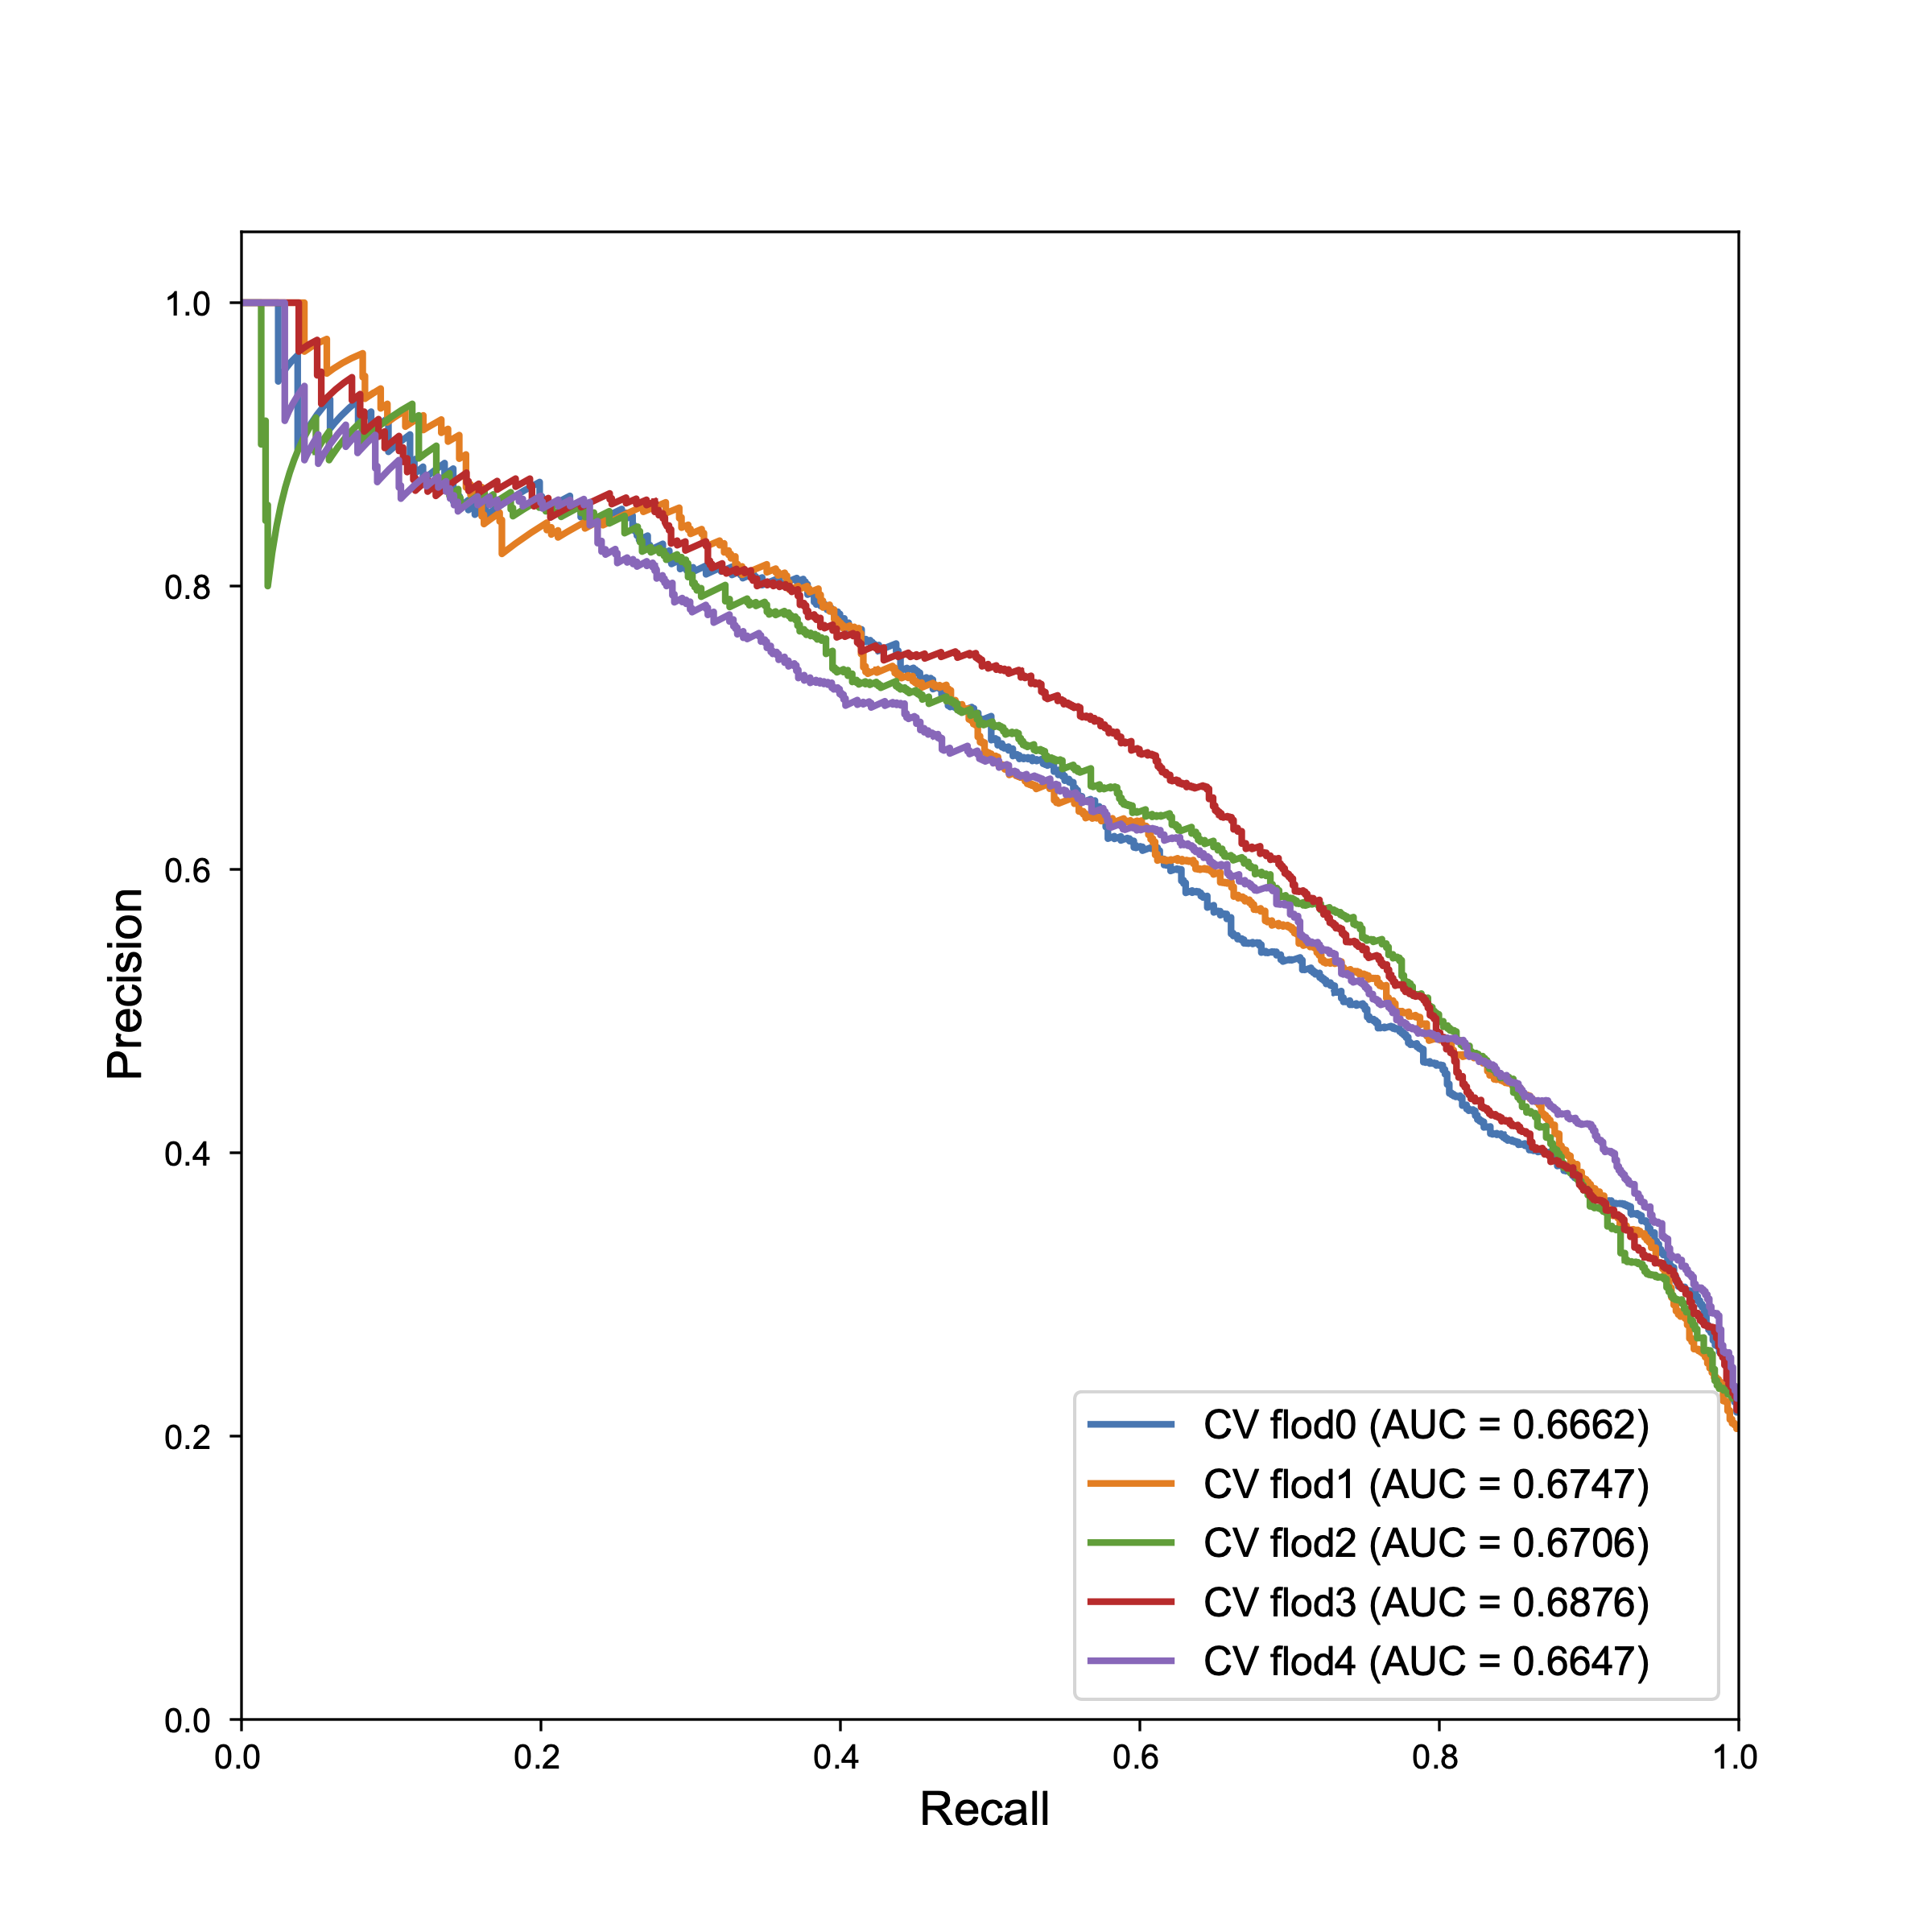 1.0
0.8
0.6
0.4
0.2
0.0
Precision
0.0 0.2 0.4 0.6 0.8 1.0
Recall
CV flod0 (AUC = 0.6662)
CV flod1 (AUC = 0.6747)
CV flod2 (AUC = 0.6706)
CV flod3 (AUC = 0.6876)
CV flod4 (AUC = 0.6647)